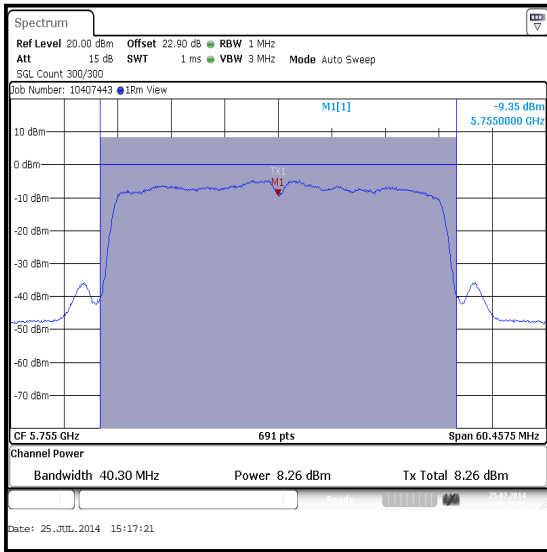 Spectrum
Ref Level 20.00 dBm Offset 22.90 dB RBW 1 MHz
Att 15 dB SWT 1 ms VBW 3 MHz Mode Auto Sweep
SGL Count 300/300
Job Number: 10407443 1Rm View
M1[1] -9.35 dBm
5.7550000 GHz
10 dBm
0 dBm
TX1
M1
-10 dBm
-20 dBm
-30 dBm
-40 dBm
-50 dBm
-60 dBm
-70 dBm
CF 5.755 GHz 691 pts Span 60.4575 MHz
Channel Power
Bandwidth 40.30 MHz Power 8.26 dBm Tx Total 8.26 dBm
Ready 25.07.2014
Date: 25.JUL.2014 15:17:21